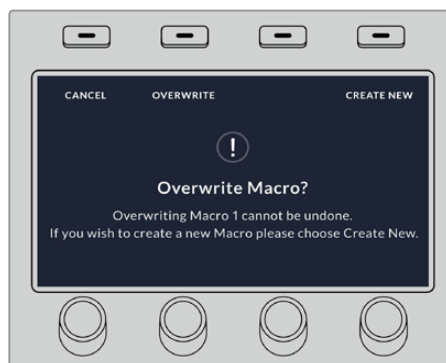 CANCEL OVERWRITE CREATE NEW
Overwrite Macro?
Overwriting Macro 1 cannot be undone.
If you wish to create a new Macro please choose Create New.